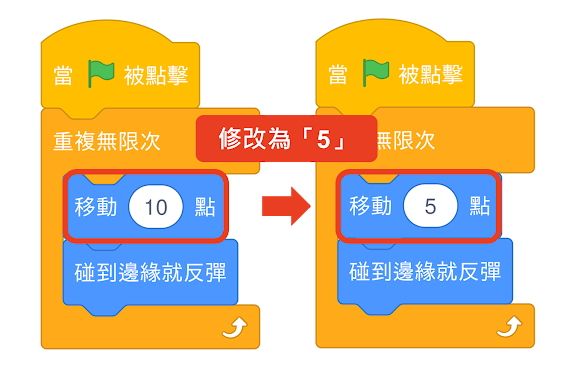 當 被點擊
重複無限次
移動 10 點
碰到邊緣就反彈
修改為「5」
當 被點擊
無限次
移動 5 點
碰到邊緣就反彈